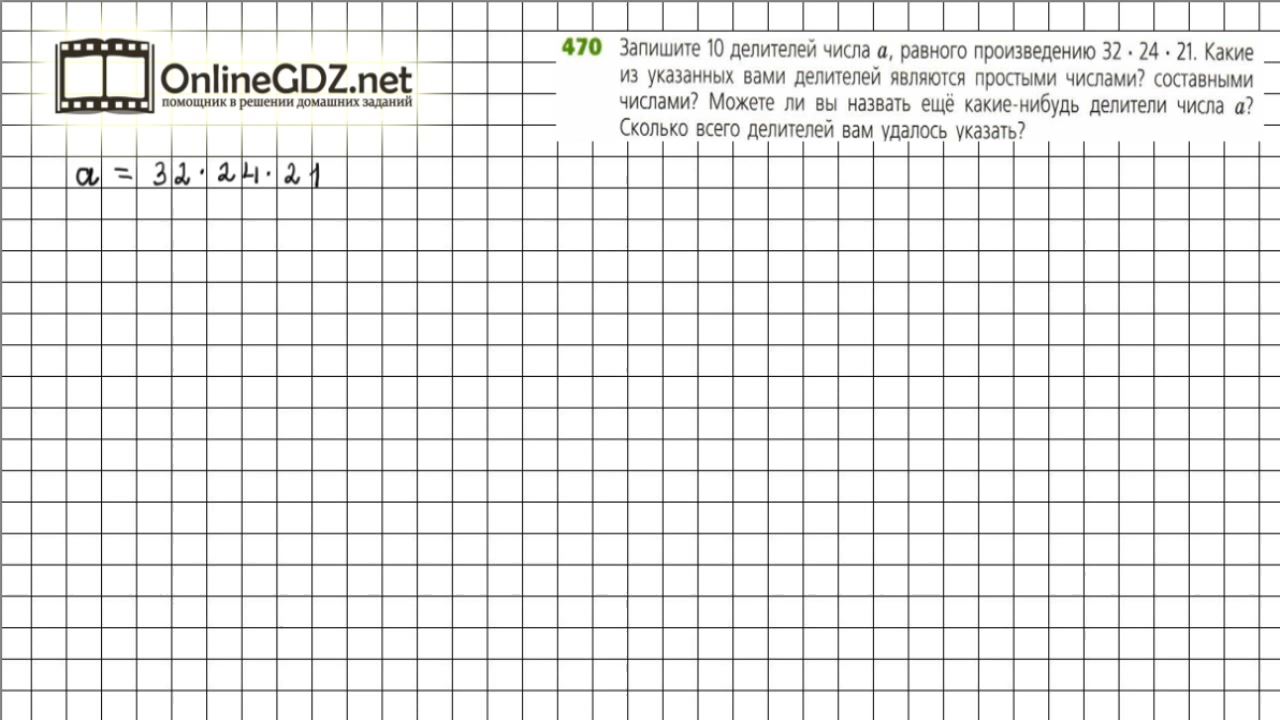 OnlineGDZ.net
помощник в решении домашних заданий
470 Запишите 10 делителей числа a, равного произведению 32 · 24 · 21. Какие
из указанных вами делителей являются простыми числами? составными
числами? Можете ли вы назвать ещё какие-нибудь делители числа a?
Сколько всего делителей вам удалось указать?
a = 32 · 24 · 21